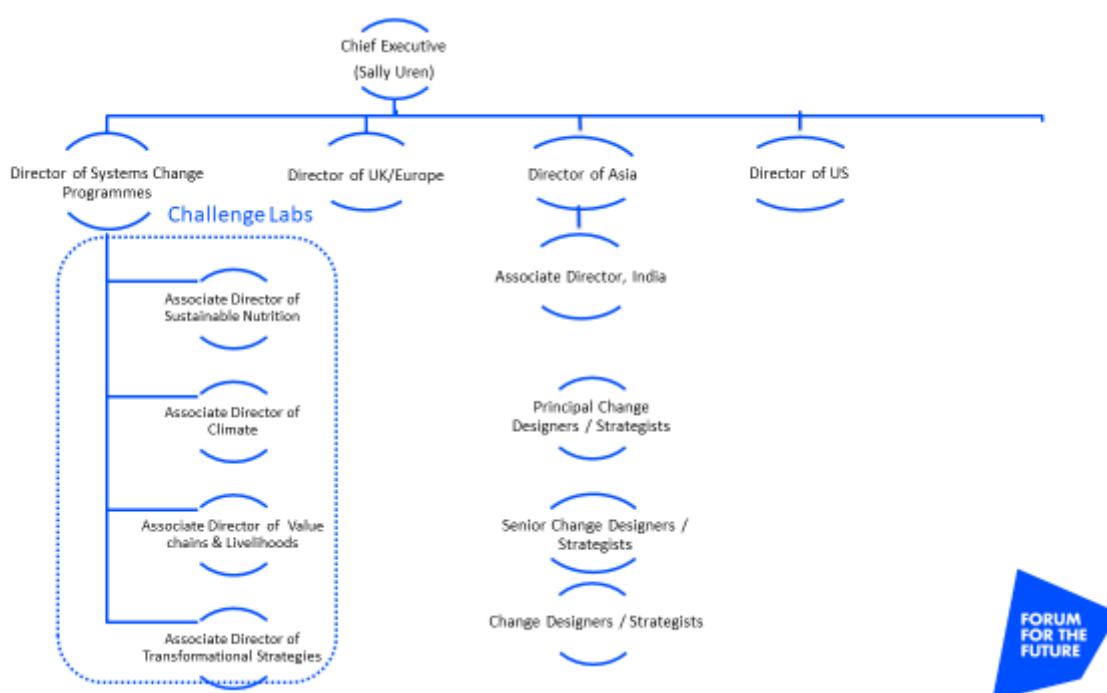 Chief Executive
(Sally Uren)
Director of Systems Change
Programmes
Director of UK/Europe
Director of Asia
Director of US
Challenge Labs
Associate Director of
Sustainable Nutrition
Associate Director of
Climate
Associate Director of Value
chains & Livelihoods
Associate Director of
Transformational Strategies
Associate Director, India
Principal Change
Designers / Strategists
Senior Change Designers /
Strategists
Change Designers / Strategists
FORUM
FOR THE
FUTURE